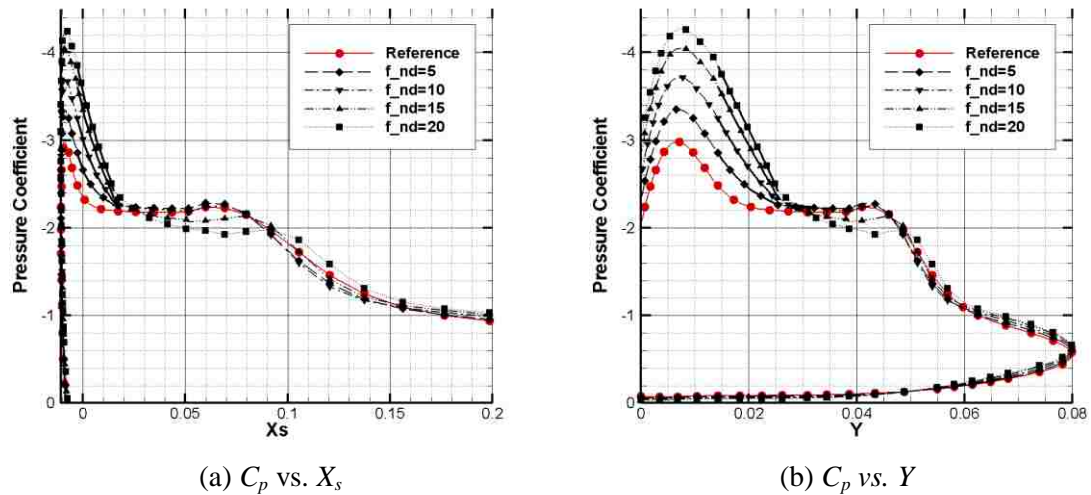 -4
-3
-2
-1
0
0
0.05
0.1
0.15
0.2
Xs
Pressure Coefficient
Reference
f_nd=5
f_nd=10
f_nd=15
f_nd=20
-4
-3
-2
-1
0
0
0.02
0.04
0.06
0.08
Y
Pressure Coefficient
Reference
f_nd=5
f_nd=10
f_nd=15
f_nd=20
(a) Cp vs. Xs
(b) Cp vs. Y